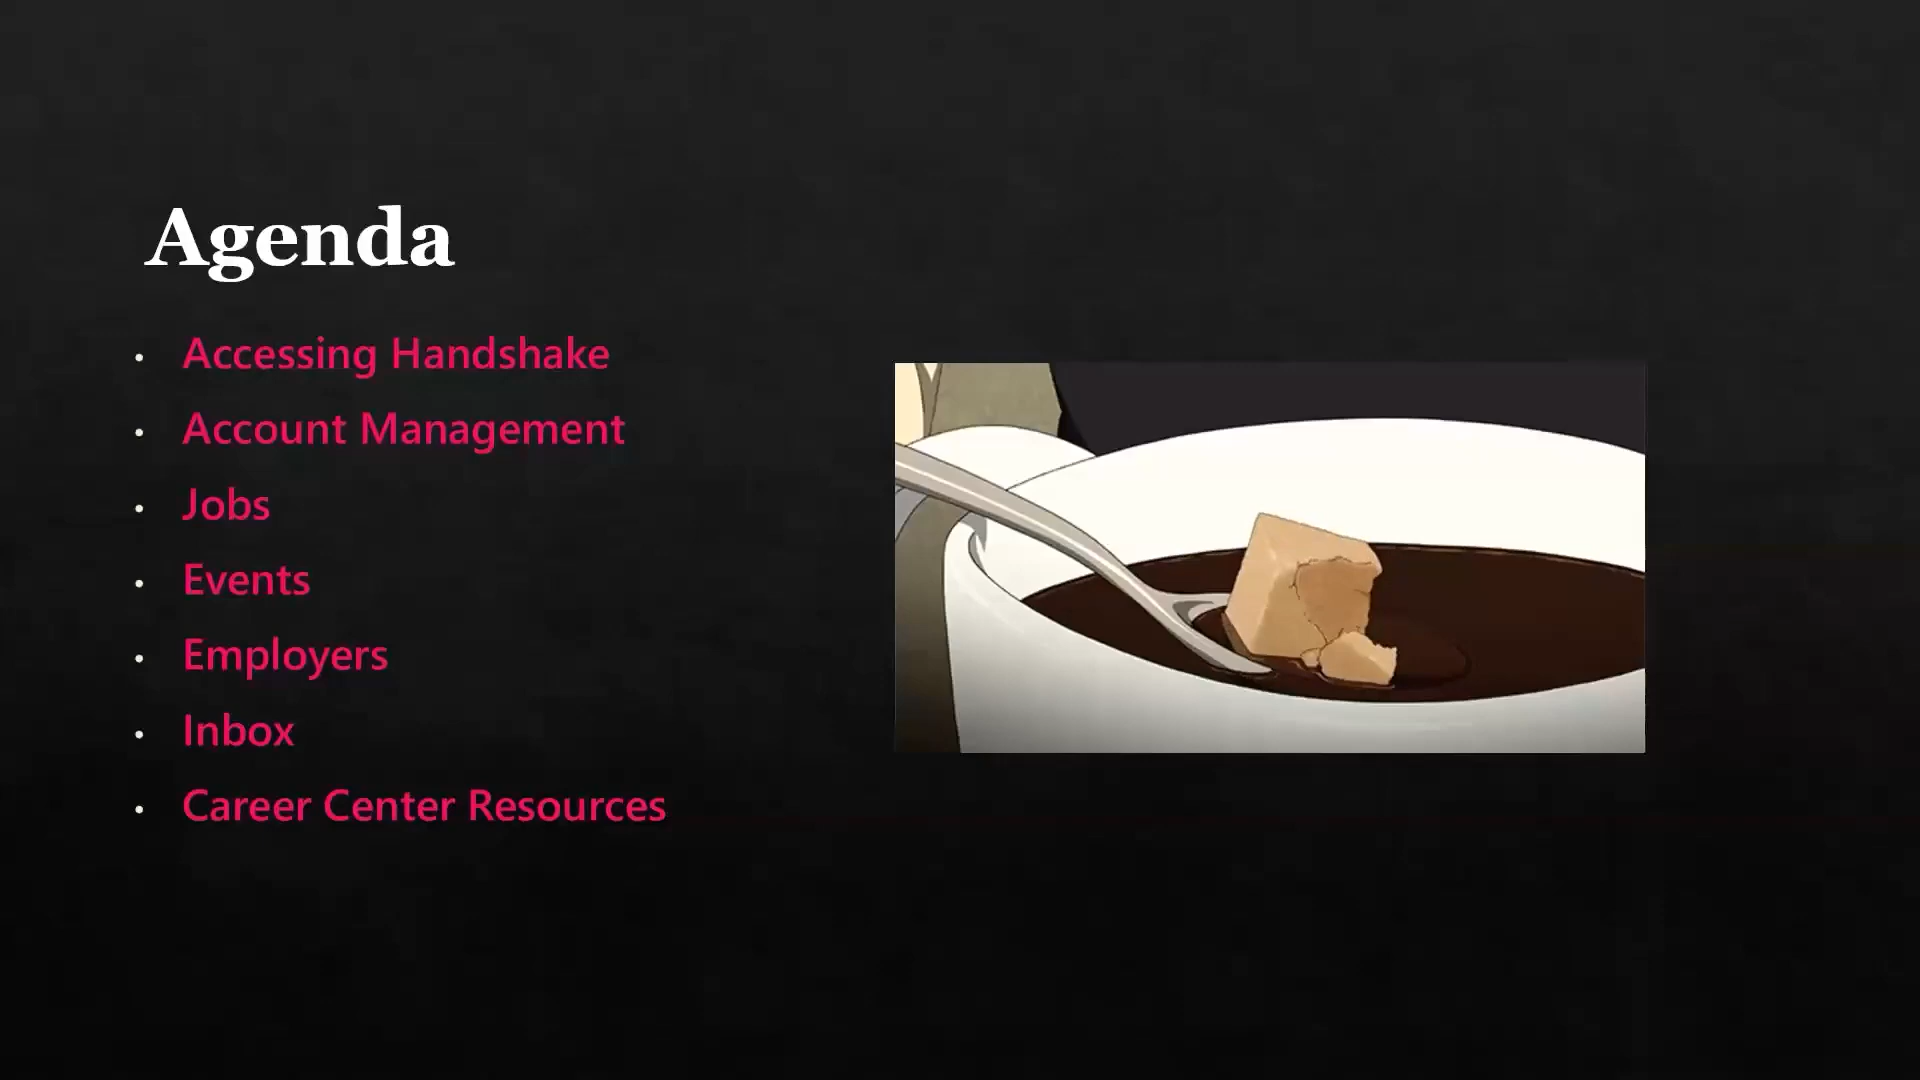 Agenda
Accessing Handshake
Account Management
Jobs
Events
Employers
Inbox
Career Center Resources